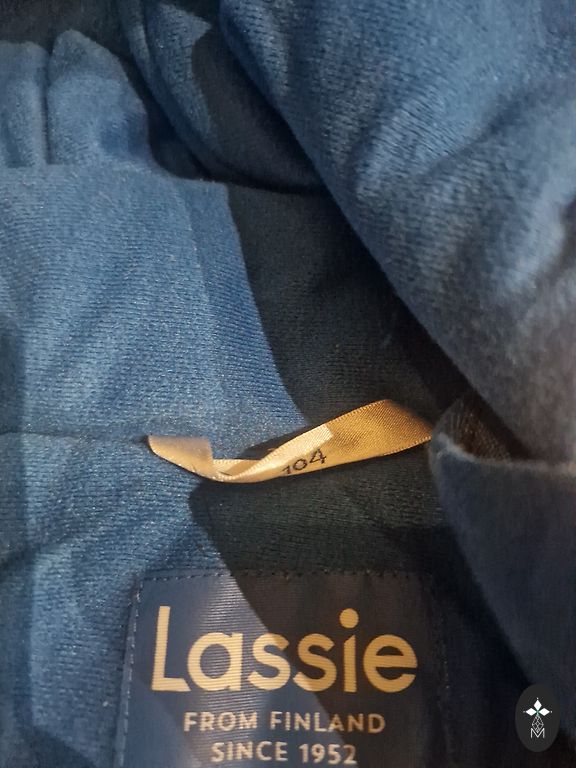 104
Lassie
FROM FINLAND
SINCE 1952